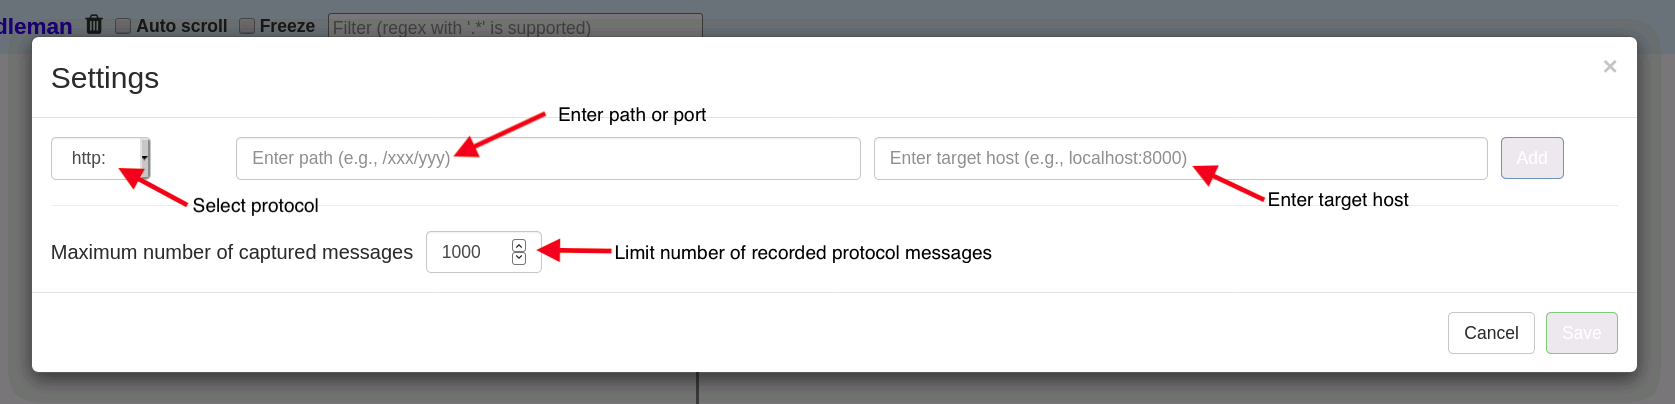 dleman Auto scroll Freeze Filter (regex with '.*' is supported)
Settings ×
Enter path or port
http: Enter path (e.g., /xxx/yyy) Enter target host (e.g., localhost:8000) Add
Select protocol Enter target host
Maximum number of captured messages 1000 Limit number of recorded protocol messages
Cancel Save